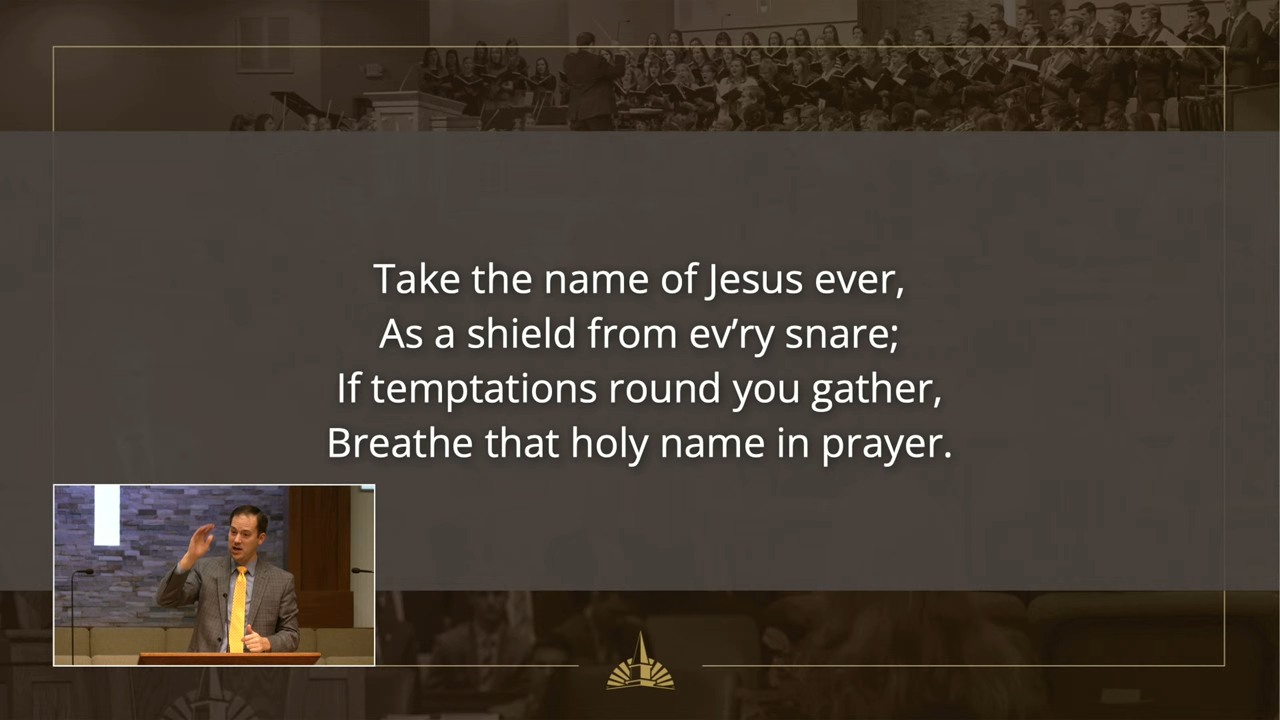 Take the name of Jesus ever,
As a shield from ev’ry snare;
If temptations round you gather,
Breathe that holy name in prayer.